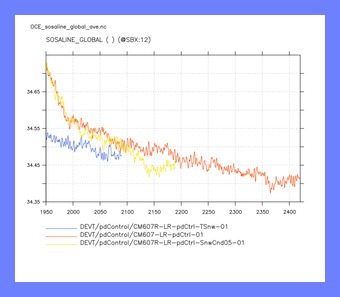 OCE_sosaline_global_ave.nc
SOSALINE_GLOBAL ( ) (@SBX:12)
34.65
34.55
34.45
34.35
1950 2000 2050 2100 2150 2200 2250 2300 2350 2400
DEVT/pdControl/CM607R-LR-pdCtrl-TSnw-01
DEVT/pdControl/CM607-LR-pdCtrl-01
DEVT/pdControl/CM607R-LR-pdCtrl-SnwCnd05-01